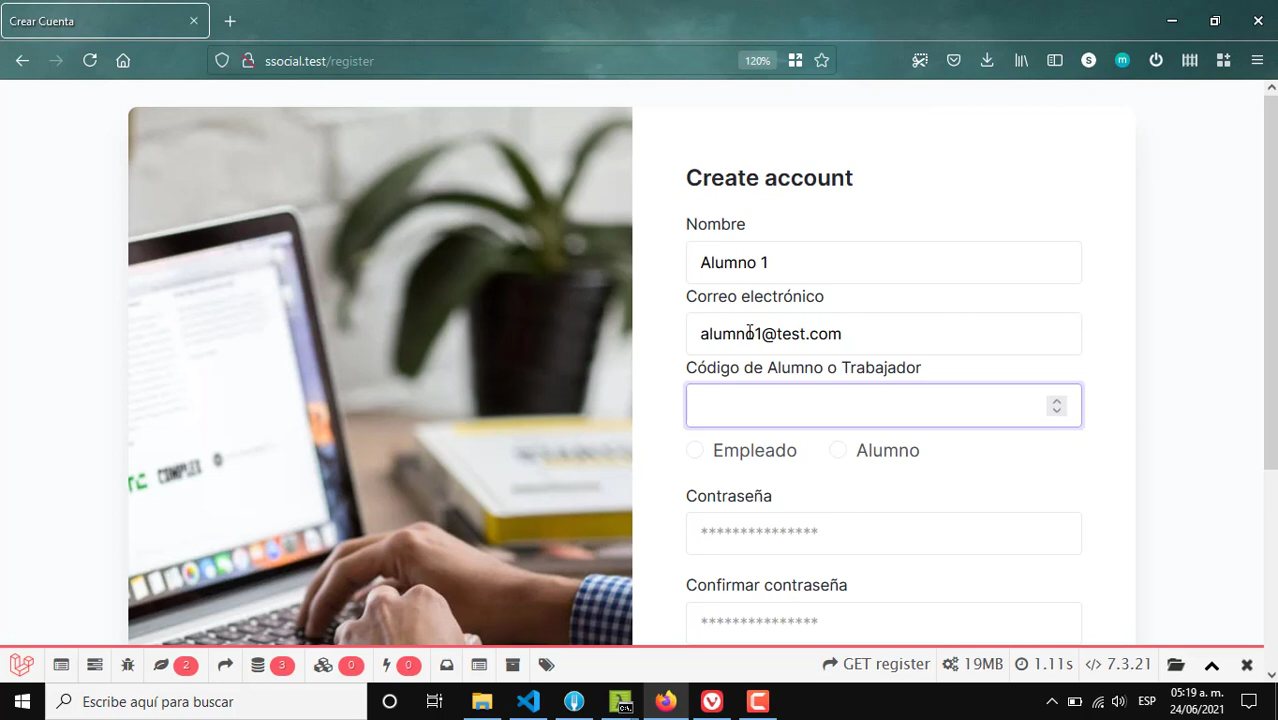 Crear Cuenta
ssocial.test/register
120%
S
m
COMPLEX
Create account
Nombre
Alumno 1
Correo electrónico
alumno1@test.com
Código de Alumno o Trabajador
Empleado
Alumno
Contraseña
***************
Confirmar contraseña
***************
2
3
0
0
GET register
19MB
1.11s
7.3.21
Escribe aquí para buscar
ESP
05:19 a. m.
24/06/2021